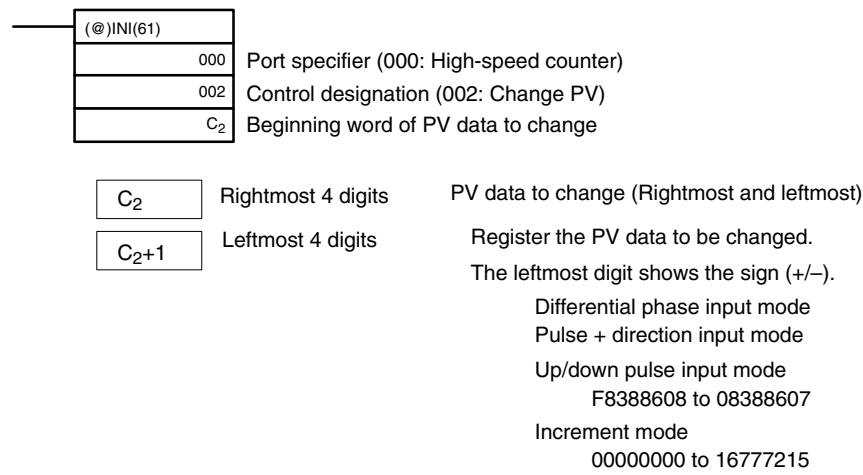 (@)INI(61)
000 Port specifier (000: High-speed counter)
002 Control designation (002: Change PV)
C2 Beginning word of PV data to change
C2 Rightmost 4 digits PV data to change (Rightmost and leftmost)
C2+1 Leftmost 4 digits Register the PV data to be changed.
The leftmost digit shows the sign (+/–).
Differential phase input mode
Pulse + direction input mode
Up/down pulse input mode
F8388608 to 08388607
Increment mode
00000000 to 16777215